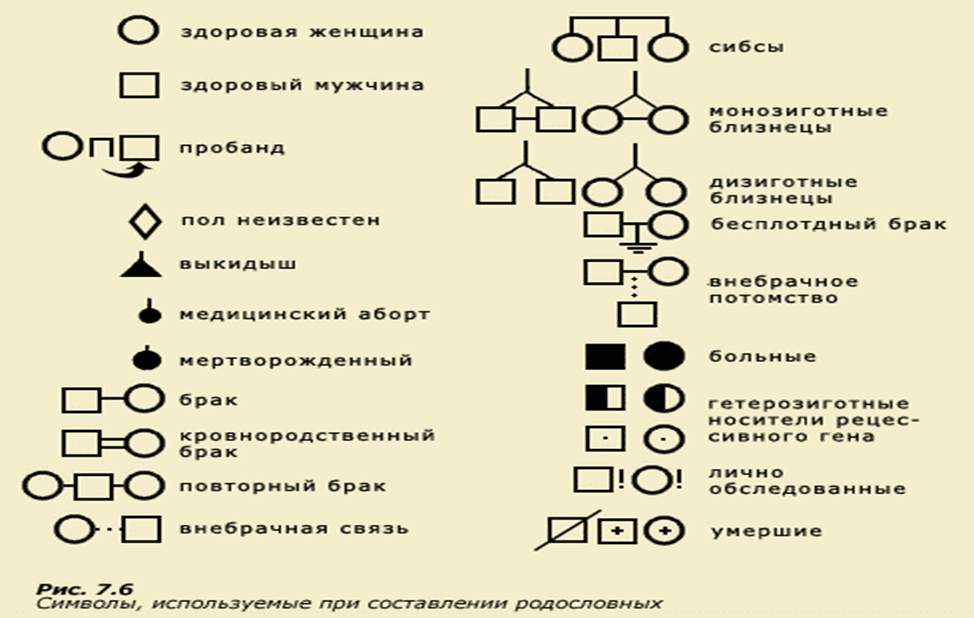 здоровая женщина
здоровый мужчина
п
пробанд
пол неизвестен
выкидыш
медицинский аборт
мертворожденный
брак
кровнородственный
брак
повторный брак
внебрачная связь
сибсы
монозиготные
близнецы
дизиготные
близнецы
бесплотдный брак
внебрачное
потомство
больные
гетерозиготные
носители рецес-
сивного гена
! !
лично
обследованные
умершие
Рис. 7.6
Символы, используемые при составлении родословных